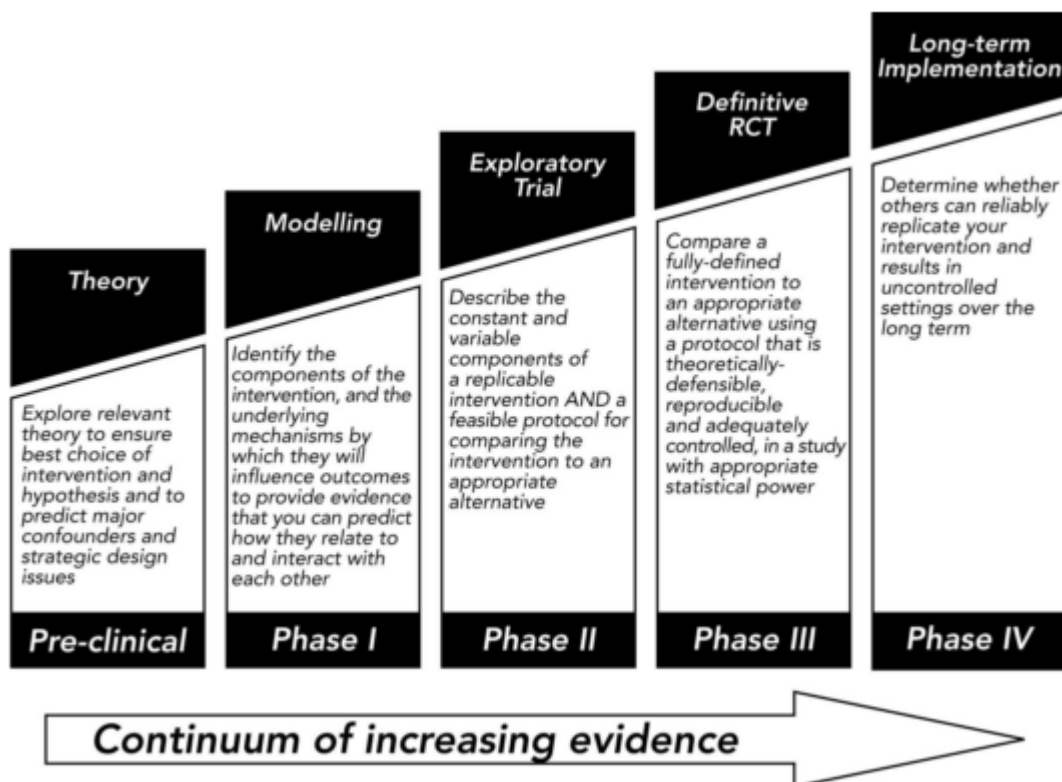 Theory
Explore relevant
theory to ensure
best choice of
intervention and
hypothesis and to
predict major
confounders and
strategic design
issues
Pre-clinical
Modelling
Identify the
components of the
intervention, and the
underlying
mechanisms by
which they will
influence outcomes
to provide evidence
that you can predict
how they relate to
and interact with
each other
Phase I
Exploratory
Trial
Describe the
constant and
variable
components of
a replicable
intervention AND a
feasible protocol for
comparing the
intervention to an
appropriate
alternative
Phase II
Definitive
RCT
Compare a
fully-defined
intervention to
an appropriate
alternative using
a protocol that is
theoretically-
defensible,
reproducible
and adequately
controlled, in a study
with appropriate
statistical power
Phase III
Long-term
Implementation
Determine whether
others can reliably
replicate your
intervention and
results in
uncontrolled
settings over the
long term
Phase IV
Continuum of increasing evidence